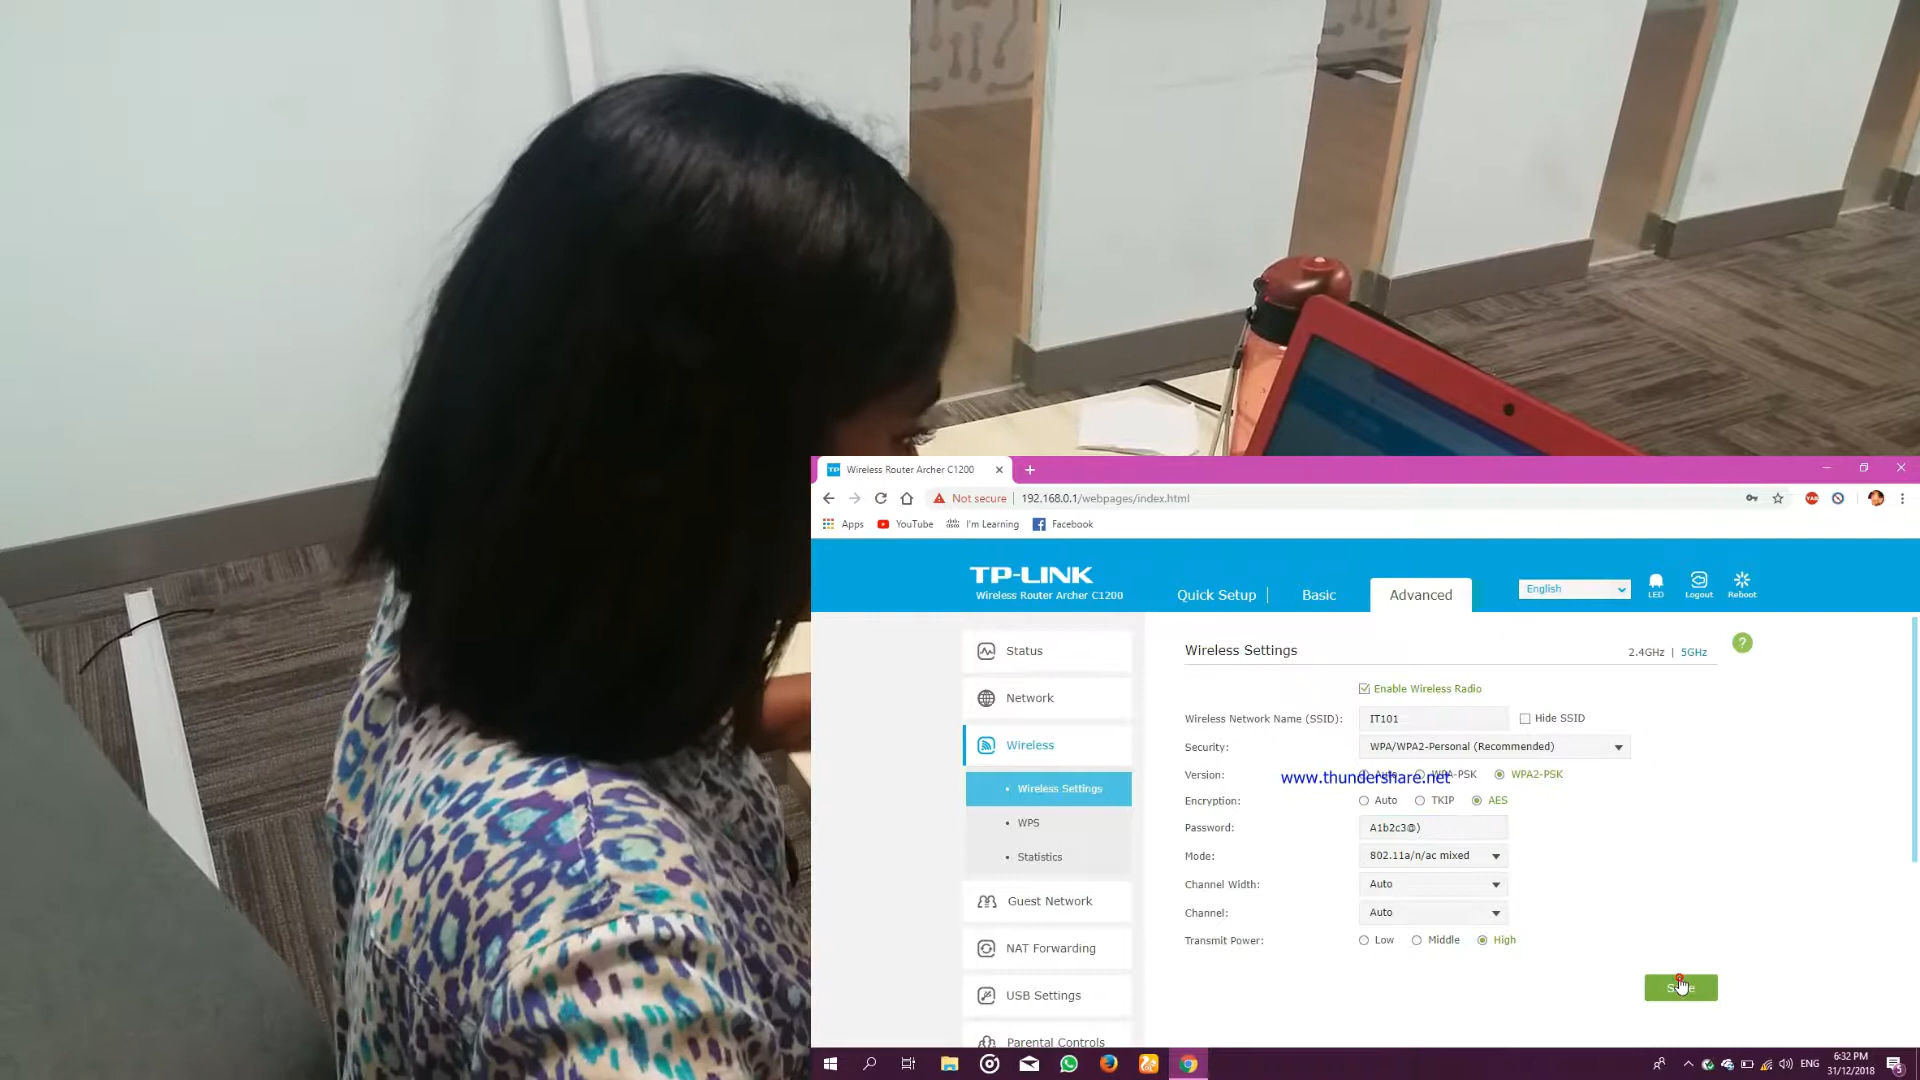 Wireless Router Archer C1200
Not secure 192.168.0.1/webpages/index.html
Apps YouTube I'm Learning Facebook
TP-LINK
Wireless Router Archer C1200
Quick Setup Basic Advanced
English
LED Logout Reboot
Status
Network
Wireless
Wireless Settings
WPS
Statistics
Guest Network
NAT Forwarding
USB Settings
Parental Controls
Wireless Settings
2.4GHz | 5GHz
?
Enable Wireless Radio
Wireless Network Name (SSID): IT101 Hide SSID
Security: WPA/WPA2-Personal (Recommended)
Version: Auto WPA-PSK WPA2-PSK
www.thundershare.net
Encryption: Auto TKIP AES
Password: A1b2c3@)
Mode: 802.11a/n/ac mixed
Channel Width: Auto
Channel: Auto
Transmit Power: Low Middle High
ENG
6:32 PM
31/12/2018